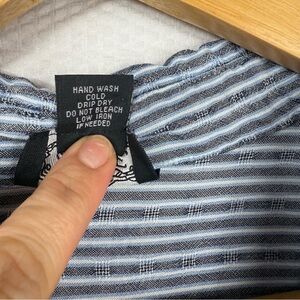 HAND WASH
COLD
DRIP DRY
DO NOT BLEACH
LOW IRON
IF NEEDED